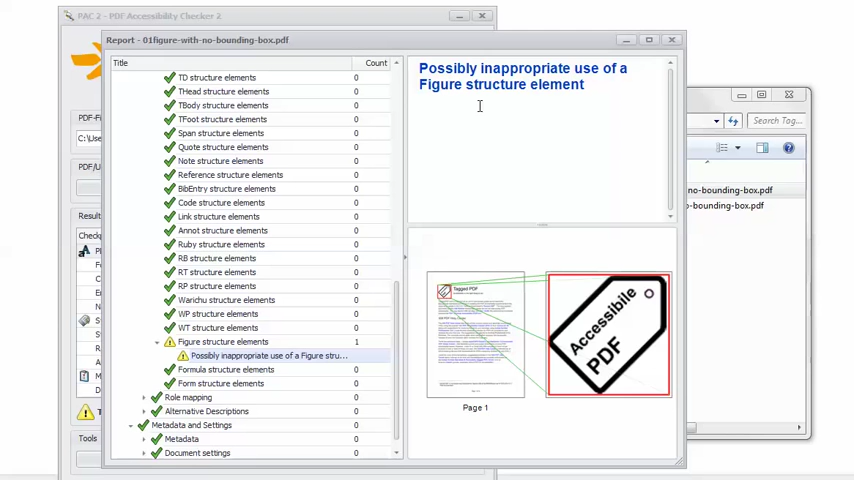 PAC 2 - PDF Accessibility Checker 2
Report - 01figure-with-no-bounding-box.pdf
Title Count
TD structure elements 0
THead structure elements 0
TBody structure elements 0
TFoot structure elements 0
Span structure elements 0
Quote structure elements 0
Note structure elements 0
Reference structure elements 0
BibEntry structure elements 0
Code structure elements 0
Link structure elements 0
Annot structure elements 0
Ruby structure elements 0
RB structure elements 0
RT structure elements 0
RP structure elements 0
Warichu structure elements 0
WP structure elements 0
WT structure elements 0
Figure structure elements 1
Possibly inappropriate use of a Figure stru...
Formula structure elements 0
Form structure elements 0
Role mapping 0
Alternative Descriptions 0
Metadata and Settings 0
Metadata 0
Document settings 0
Possibly inappropriate use of a
Figure structure element
Tagged PDF
Accessibile
PDF
Page 1
PDF-Fi
C:\Use
PDF/U
Result
Checkp
Tools
Search Tag...
no-bounding-box.pdf
-bounding-box.pdf